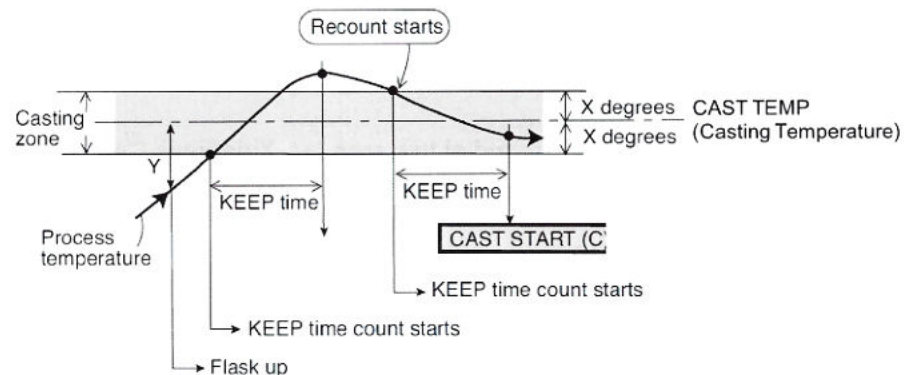 Recount starts
X degrees
X degrees
CAST TEMP
(Casting Temperature)
Casting
zone
Y
KEEP time
KEEP time
Process
temperature
CAST START (C)
KEEP time count starts
KEEP time count starts
Flask up